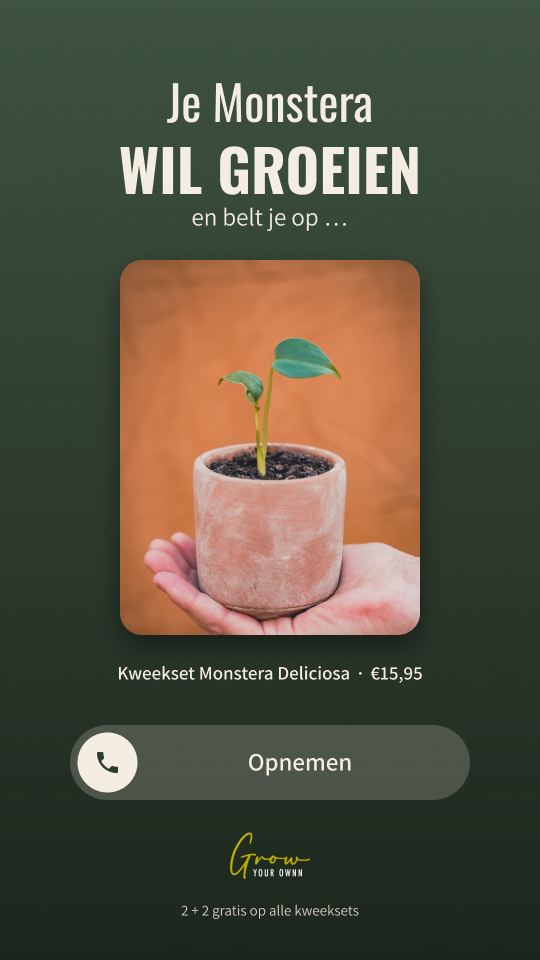 Je Monstera
WIL GROEIEN
en belt je op ...
Kweekset Monstera Deliciosa · €15,95
Opnemen
Grow
YOUR OWNN
2 + 2 gratis op alle kweeksets